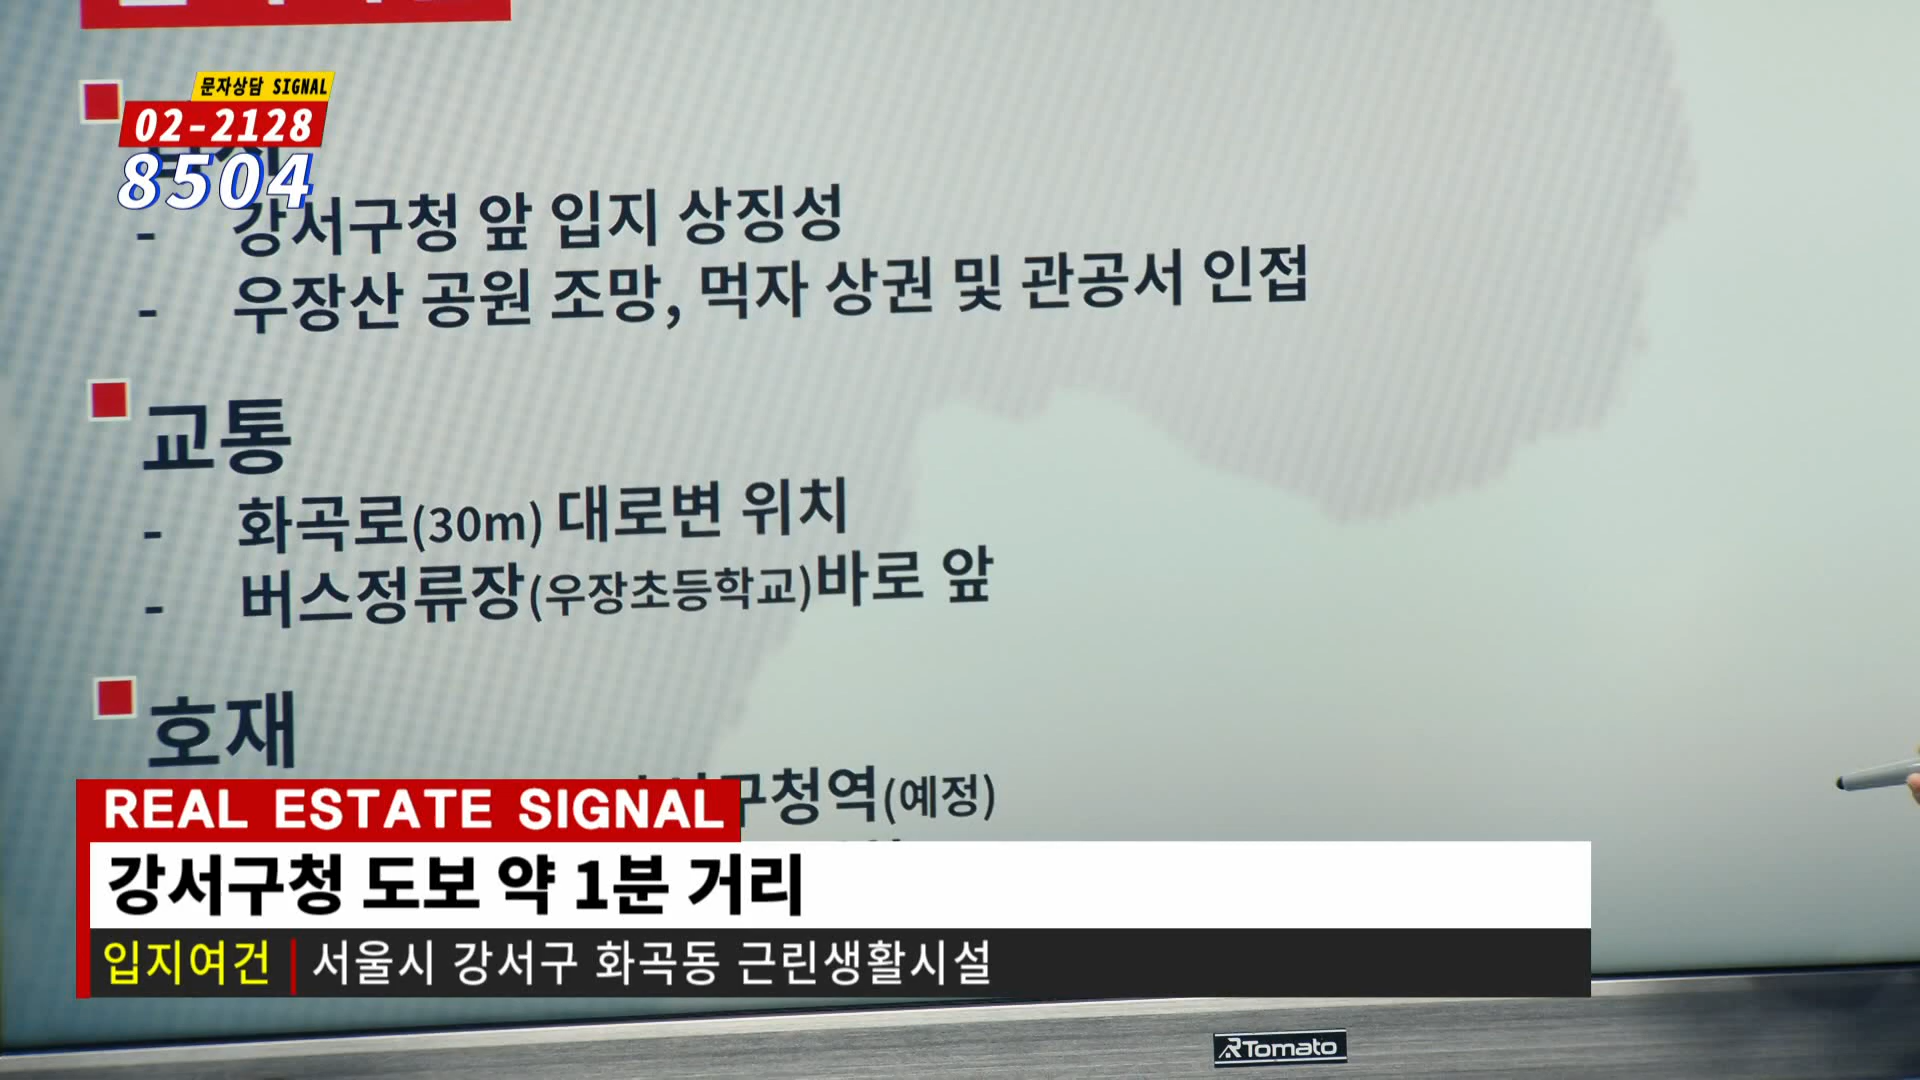 문자상담 SIGNAL
02-2128
8504
- 강서구청 앞 입지 상징성
- 우장산 공원 조망, 먹자 상권 및 관공서 인접
교통
- 화곡로(30m) 대로변 위치
- 버스정류장(우장초등학교)바로 앞
호재
구청역(예정)
REAL ESTATE SIGNAL
강서구청 도보 약 1분 거리
입지여건 | 서울시 강서구 화곡동 근린생활시설
RTomato